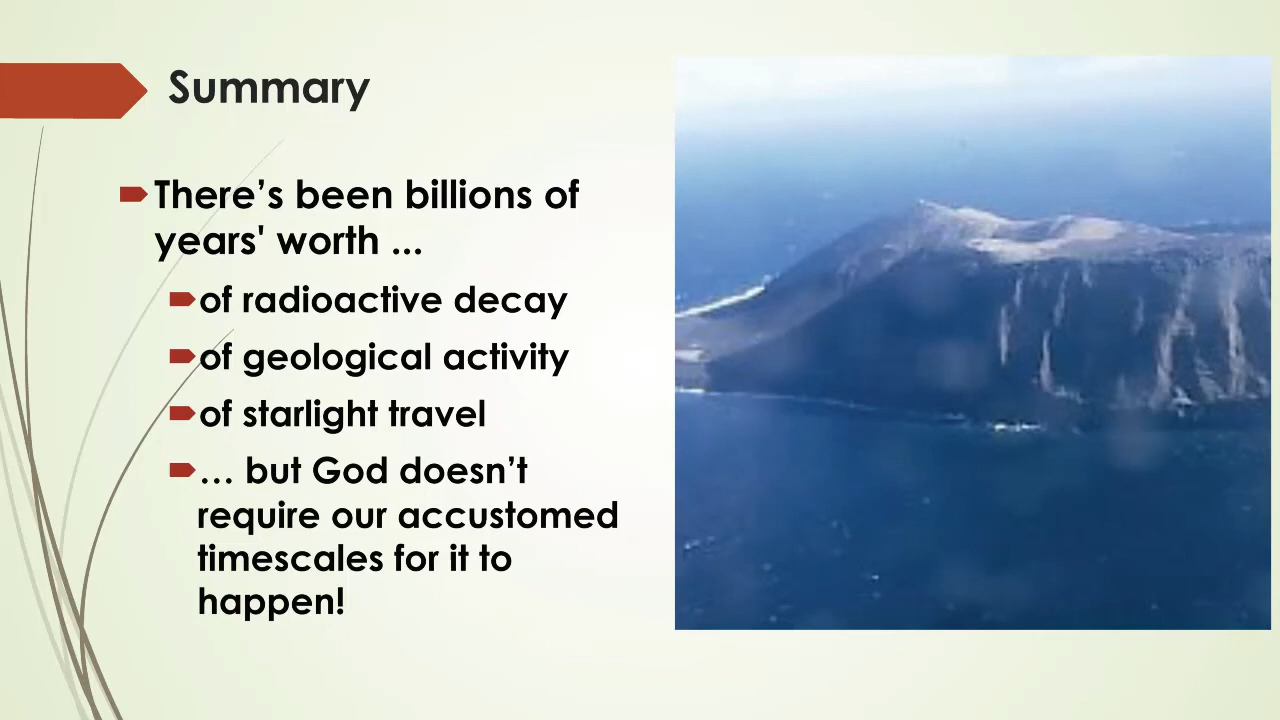 Summary
There’s been billions of
years' worth ...
of radioactive decay
of geological activity
of starlight travel
… but God doesn’t
require our accustomed
timescales for it to
happen!